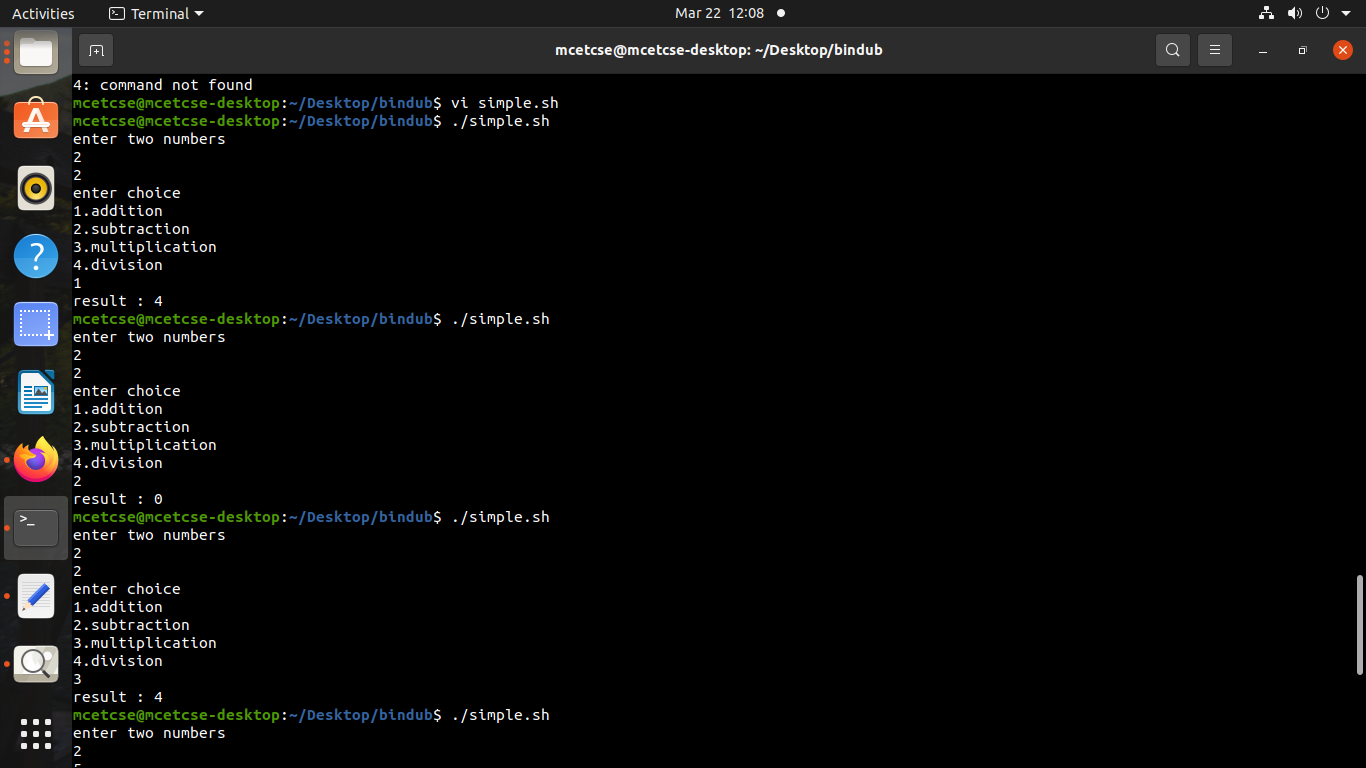 Activities Terminal Mar 22 12:08
mcetcse@mcetcse-desktop: ~/Desktop/bindub
4: command not found
mcetcse@mcetcse-desktop:~/Desktop/bindub$ vi simple.sh
mcetcse@mcetcse-desktop:~/Desktop/bindub$ ./simple.sh
enter two numbers
2
2
enter choice
1.addition
2.subtraction
3.multiplication
4.division
1
result : 4
mcetcse@mcetcse-desktop:~/Desktop/bindub$ ./simple.sh
enter two numbers
2
2
enter choice
1.addition
2.subtraction
3.multiplication
4.division
2
result : 0
mcetcse@mcetcse-desktop:~/Desktop/bindub$ ./simple.sh
enter two numbers
2
2
enter choice
1.addition
2.subtraction
3.multiplication
4.division
3
result : 4
mcetcse@mcetcse-desktop:~/Desktop/bindub$ ./simple.sh
enter two numbers
2